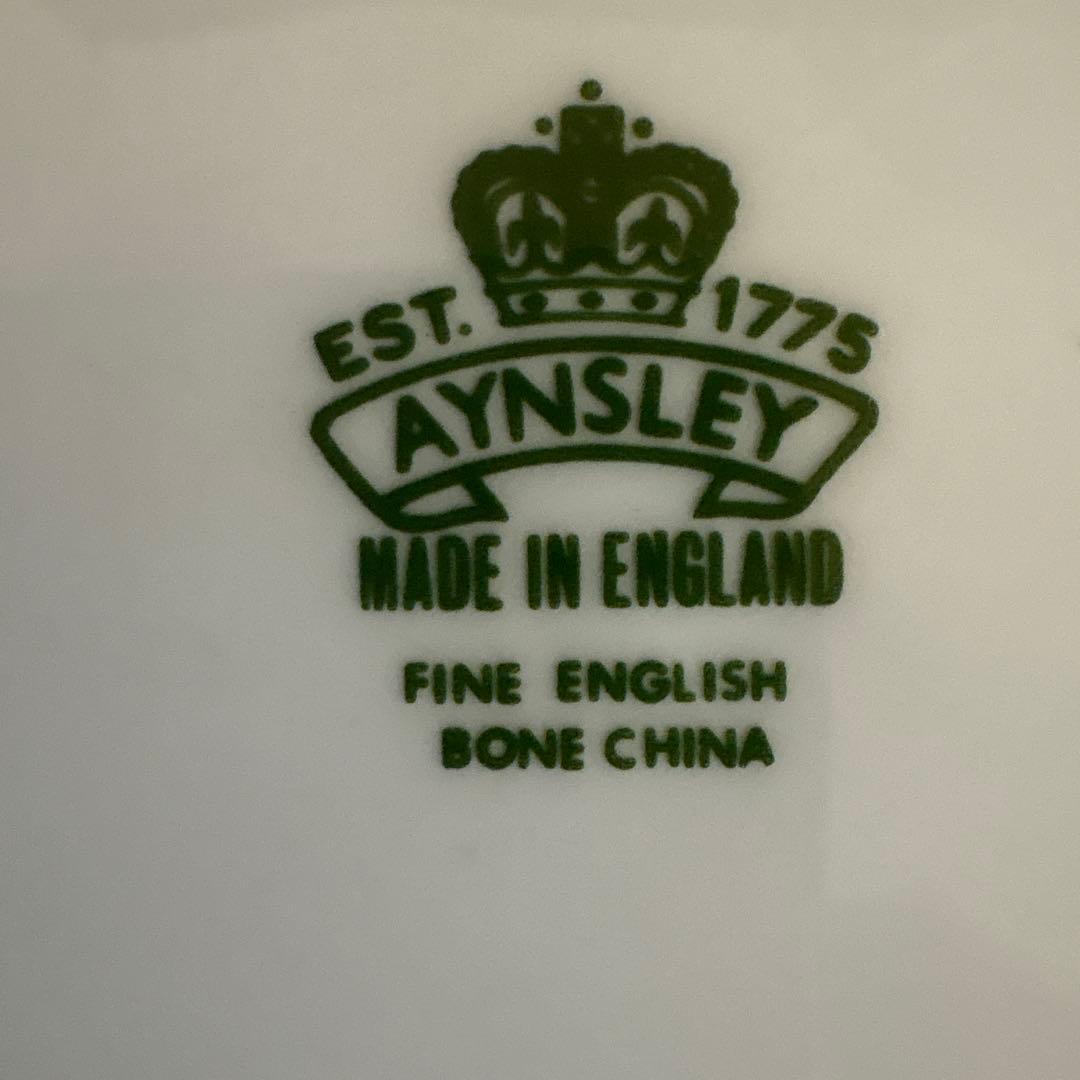 EST. 1775
AYNSLEY
MADE IN ENGLAND
FINE ENGLISH
BONE CHINA